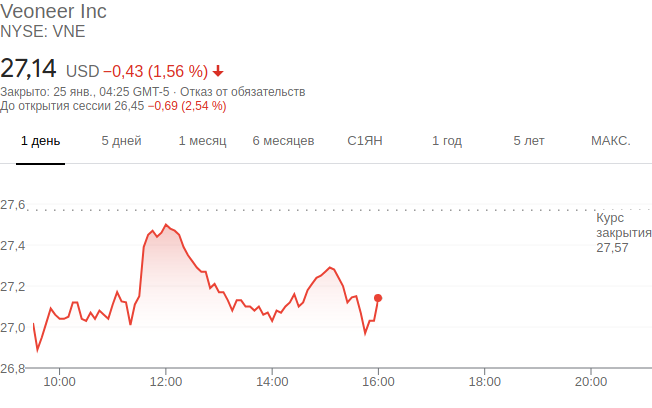 Veoneer Inc
NYSE: VNE
27,14 USD −0,43 (1,56 %)
Закрыто: 25 янв., 04:25 GMT-5 · Отказ от обязательств
До открытия сессии 26,45 −0,69 (2,54 %)
1 день 5 дней 1 месяц 6 месяцев С1ЯН 1 год 5 лет МАКС.
27,6
Курс
закрытия
27,57
27,4
27,2
27,0
26,8
10:00 12:00 14:00 16:00 18:00 20:00